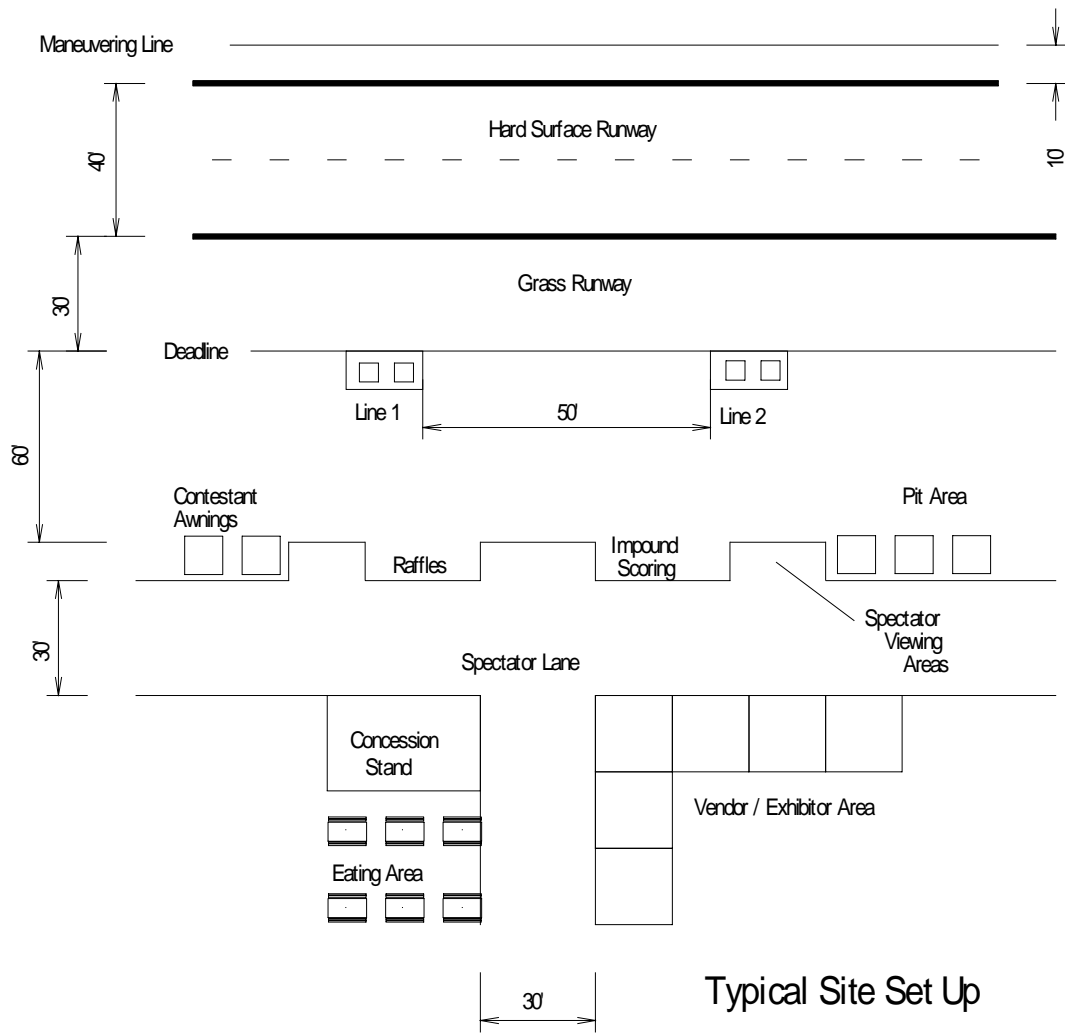 Maneuvering Line
Hard Surface Runway
40'
10'
Grass Runway
30'
Deadline
Line 1
50'
Line 2
60'
Contestant
Awnings
Pit Area
Raffles
Impound
Scoring
Spectator
Viewing
Areas
30'
Spectator Lane
Concession
Stand
Vendor / Exhibitor Area
Eating Area
30'
Typical Site Set Up